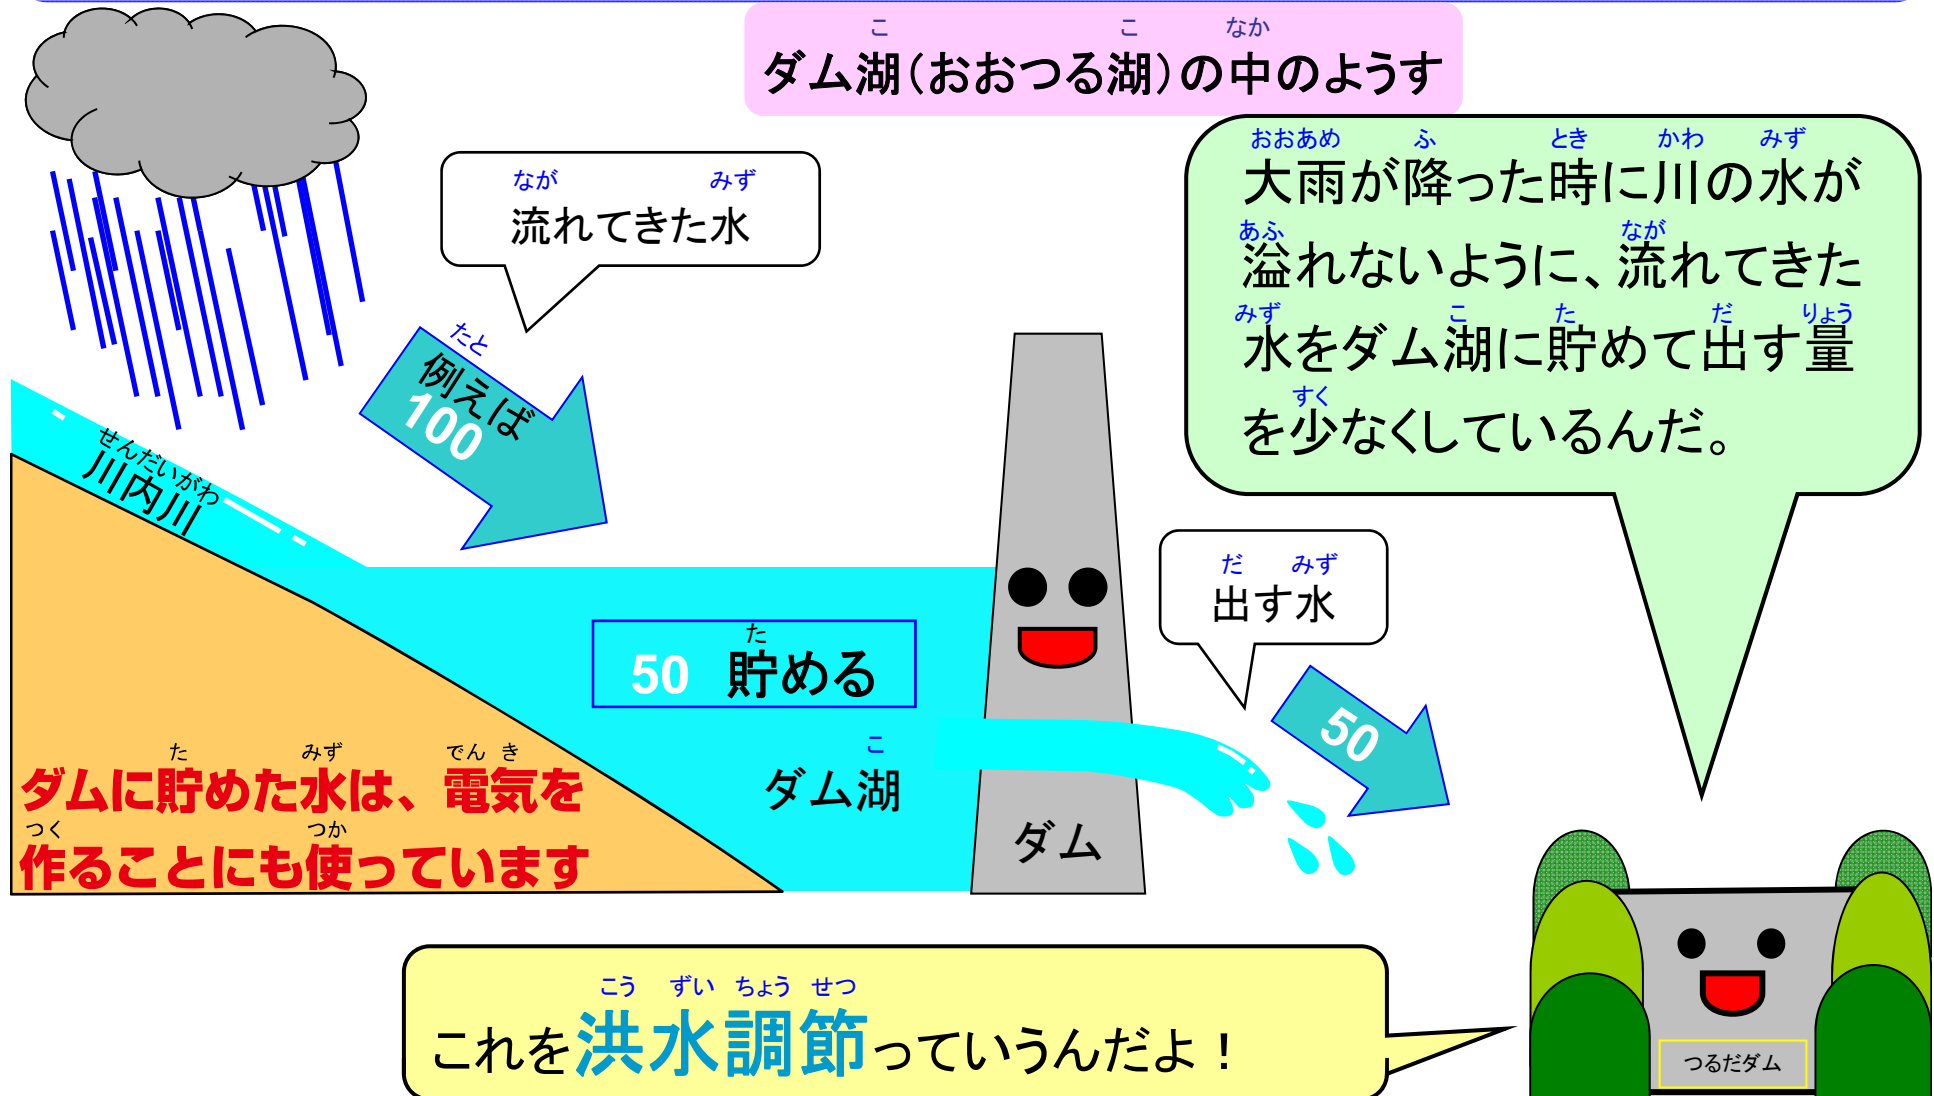 こ こ なか
ダム湖（おおつる湖）の中のようす
おおあめ ふ とき かわ みず
大雨が降った時に川の水が
あふ なが
溢れないように、流れてきた
みず こ た だ りょう
水をダム湖に貯めて出す量
すく
を少なくしているんだ。
なが みず
流れてきた水
たと
例えば
100
せんだいがわ
川内川
だ みず
出す水
た
50 貯める
50
こ
ダム湖
ダム
た みず でん き
ダムに貯めた水は、電気を
つく つか
作ることにも使っています
こう ずい ちょう せつ
これを洪水調節っていうんだよ！
つるだダム